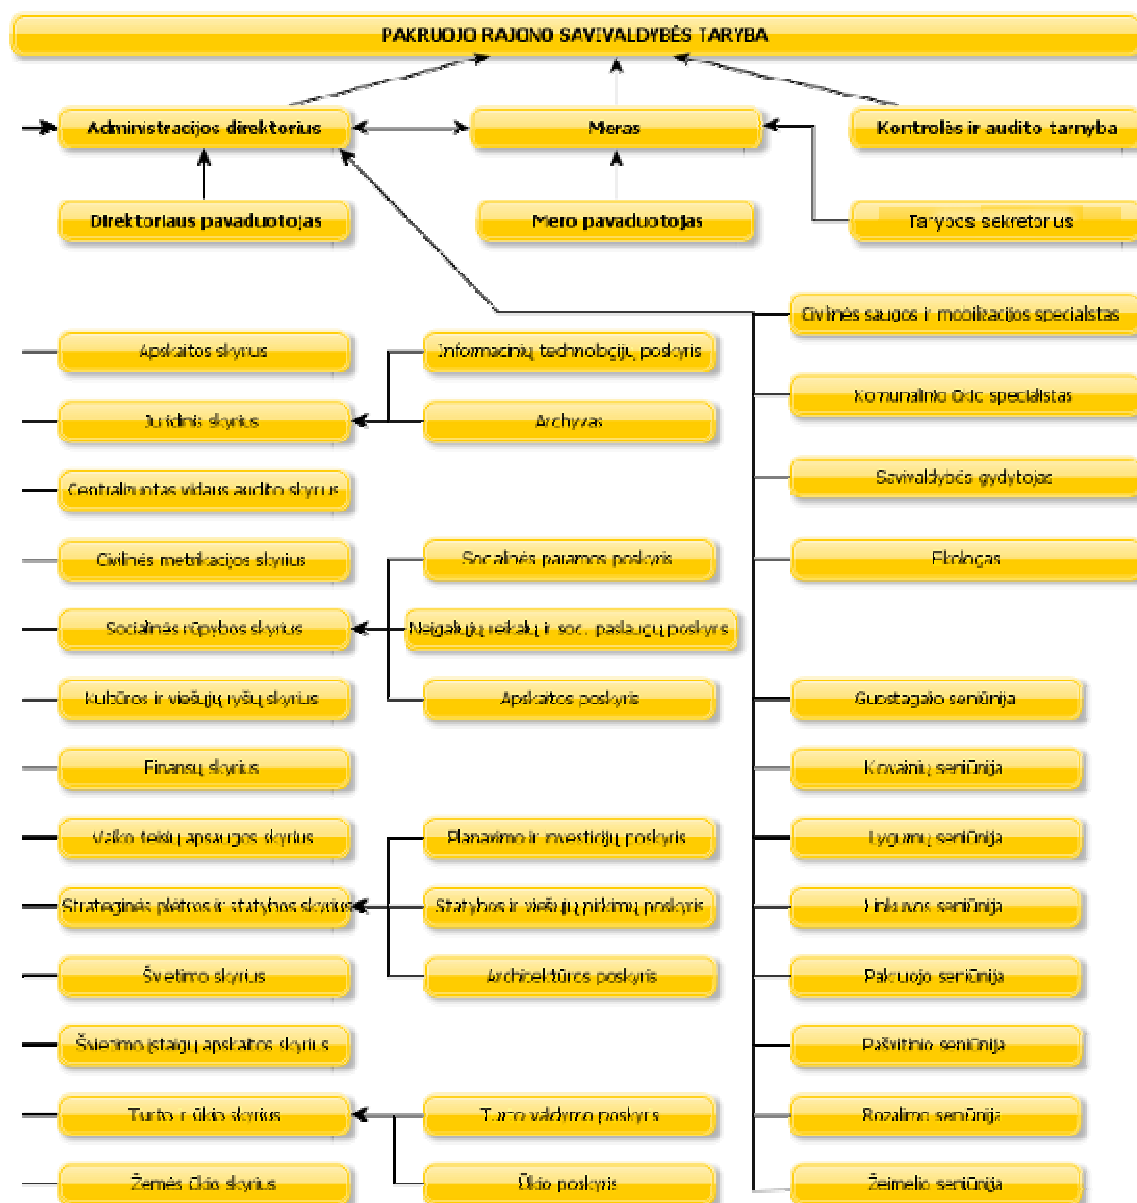 PAKRUOJO RAJONO SAVIVALDYBĖS TARYBA
Administracijos direktorius
Meras
Kontrolės ir audito tarnyba
Direktoriaus pavaduotojas
Mero pavaduotojas
Tarybos sekretorius
Civilinės saugos ir mobilizacijos specialistas
Apskaitos skyrius
Informacinių technologijų poskyris
Komunalinio ūkio specialistas
Juridinis skyrius
Archyvas
Centralizuotas vidaus audito skyrius
Savivaldybės gydytojas
Civilinės metrikacijos skyrius
Socialinės paramos poskyris
Ekologas
Socialinės rūpybos skyrius
Neįgaliųjų reikalų ir soc. paslaugų poskyris
Kultūros ir viešųjų ryšių skyrius
Apskaitos poskyris
Guostagalio seniūnija
Finansų skyrius
Klovainių seniūnija
Vaiko teisių apsaugos skyrius
Planavimo ir investicijų poskyris
Lygumų seniūnija
Strateginės plėtros ir statybos skyrius
Statybos ir viešųjų pirkimų poskyris
Linkuvos seniūnija
Švietimo skyrius
Architektūros poskyris
Pakruojo seniūnija
Švietimo įstaigų apskaitos skyrius
Pašvitinio seniūnija
Turto ir ūkio skyrius
Turto valdymo poskyris
Rozalimo seniūnija
Žemės ūkio skyrius
Ūkio poskyris
Žeimelio seniūnija